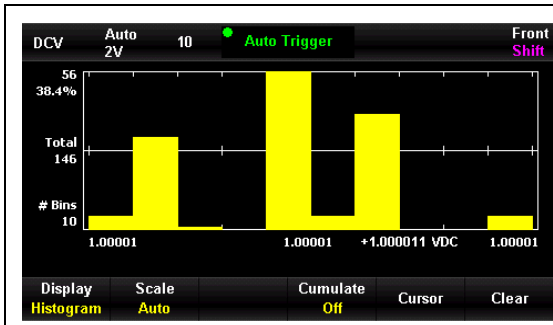 DCV Auto 10 Auto Trigger Front
2V Shift
56
38.4%
Total
146
# Bins
10
1.00001 1.00001 +1.000011 VDC 1.00001
Display Scale Cumulate Cursor Clear
Histogram Auto Off